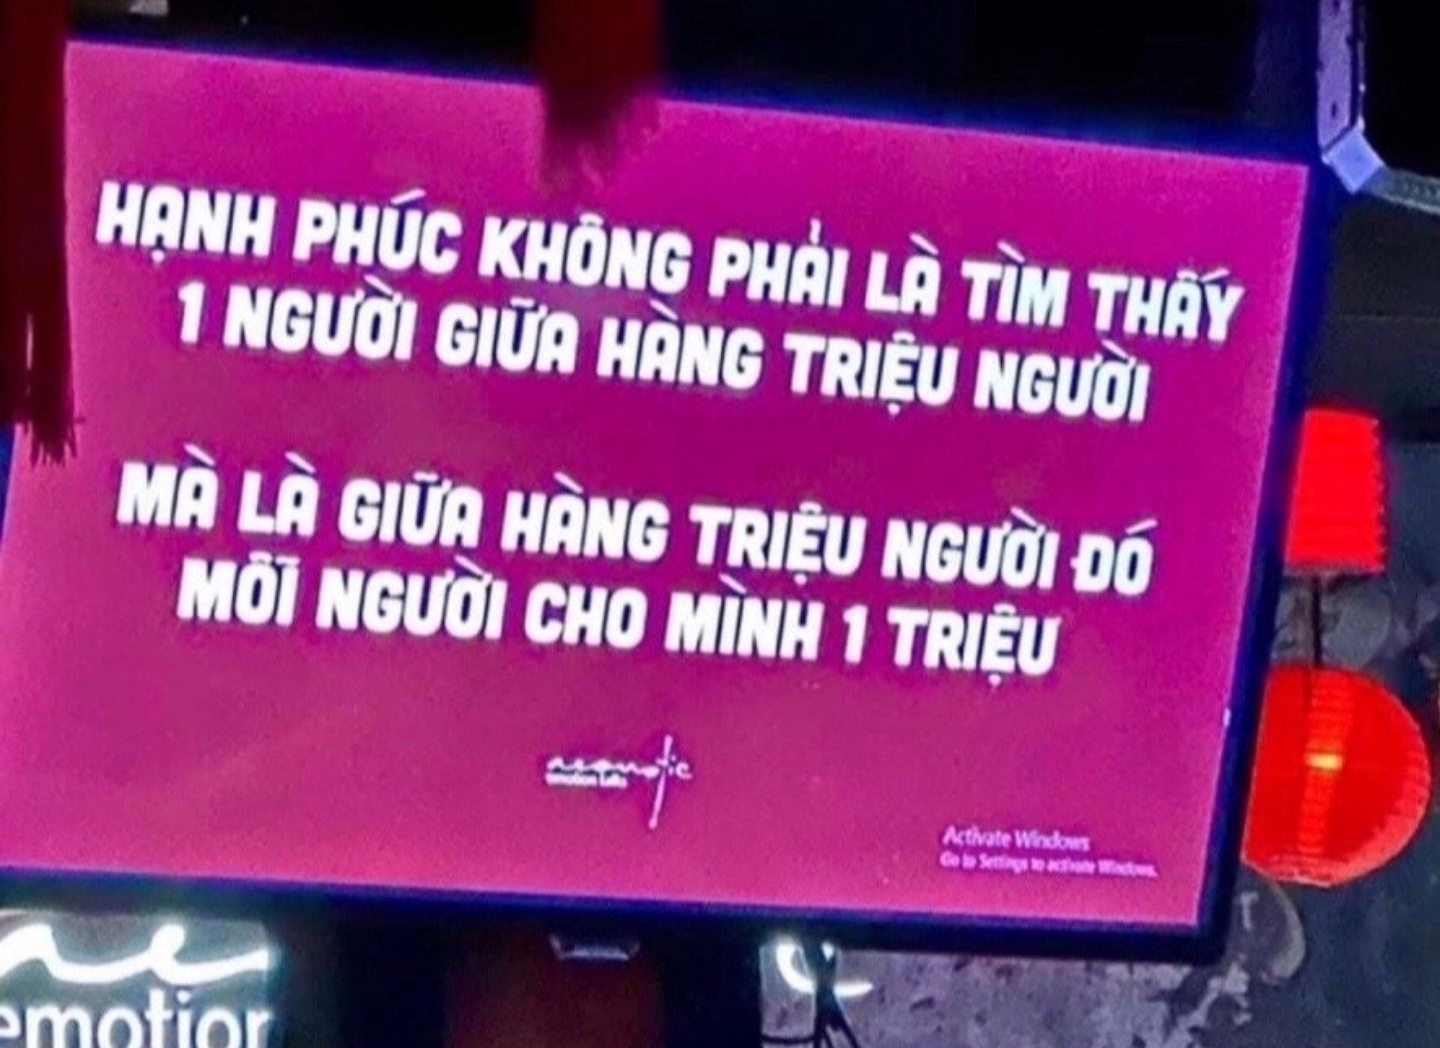 HẠNH PHÚC KHÔNG PHẢI LÀ TÌM THẤY
1 NGƯỜI GIỮA HÀNG TRIỆU NGƯỜI
MÀ LÀ GIỮA HÀNG TRIỆU NGƯỜI ĐÓ
MỖI NGƯỜI CHO MÌNH 1 TRIỆU
Activate Windows
Go to Settings to activate Windows.
emotion